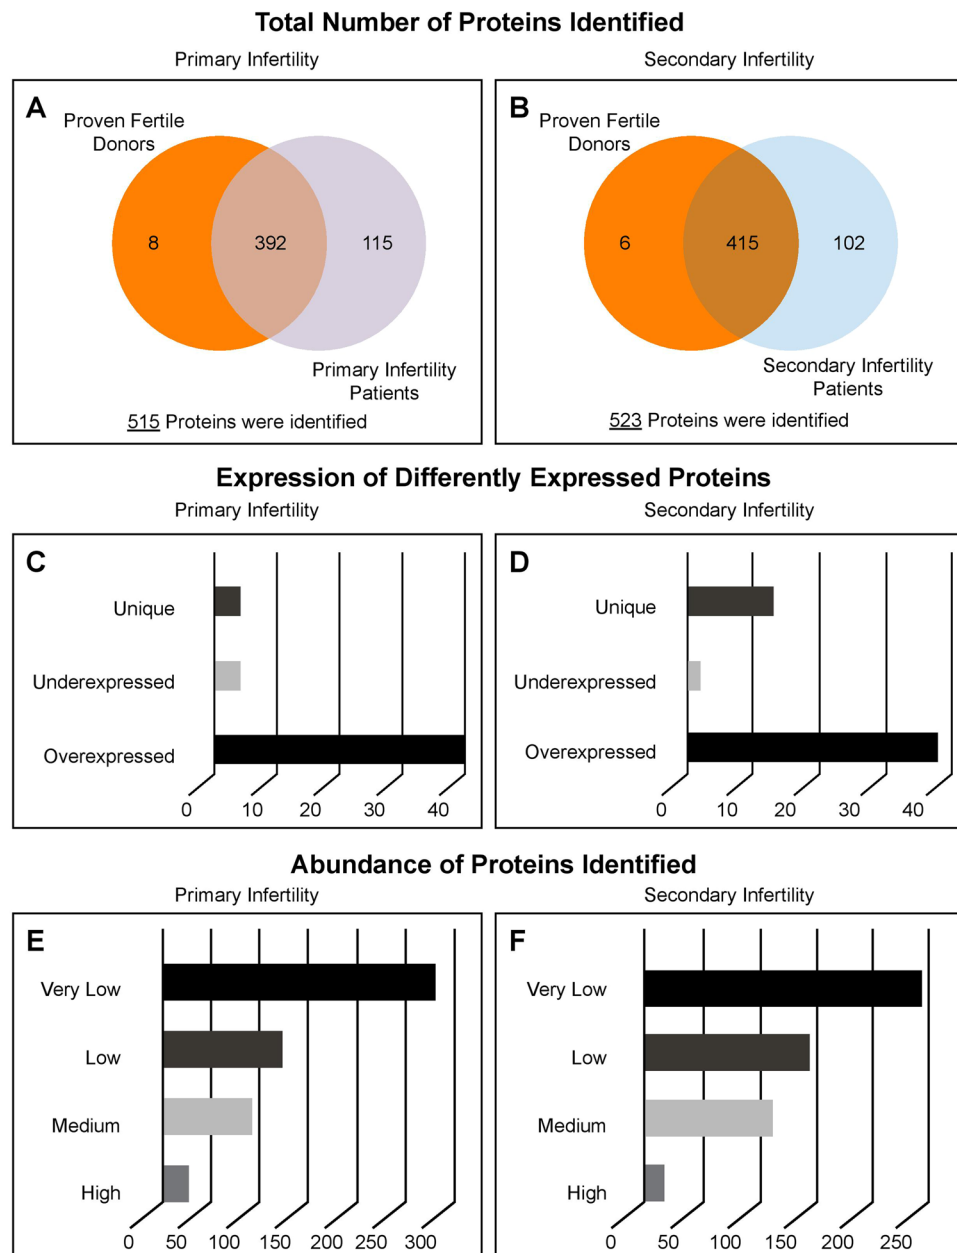 Total Number of Proteins Identified
Primary Infertility
Secondary Infertility
A
Proven Fertile
Donors
8
392
115
Primary Infertility
Patients
515 Proteins were identified
B
Proven Fertile
Donors
6
415
102
Secondary Infertility
Patients
523 Proteins were identified
Expression of Differently Expressed Proteins
Primary Infertility
Secondary Infertility
C
Unique
Underexpressed
Overexpressed
0 10 20 30 40
D
Unique
Underexpressed
Overexpressed
0 10 20 30 40
Abundance of Proteins Identified
Primary Infertility
Secondary Infertility
E
Very Low
Low
Medium
High
0 50 100 150 200 250 300
F
Very Low
Low
Medium
High
0 50 100 150 200 250